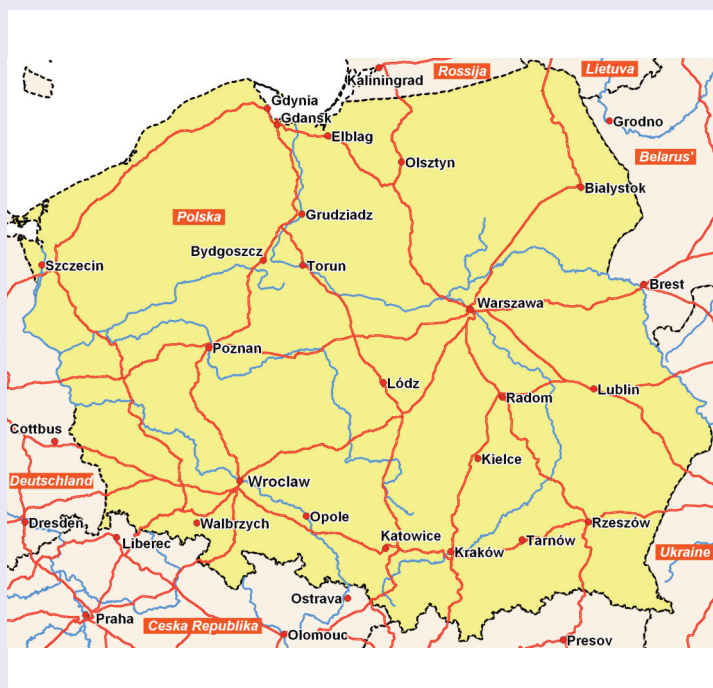 Rossija
Lietuva
Kaliningrad
Gdynia
Gdansk
Grodno
Elblag
Belarus'
Olsztyn
Bialystok
Polska
Grudziadz
Bydgoszcz
Szczecin
Torun
Brest
Warszawa
Poznan
Lódz
Lublin
Radom
Cottbus
Kielce
Deutschland
Wroclaw
Opole
Dresden
Walbrzych
Rzeszów
Katowice
Tarnów
Liberec
Kraków
Ukraine
Ostrava
Praha
Ceska Republika
Olomouc
Presov